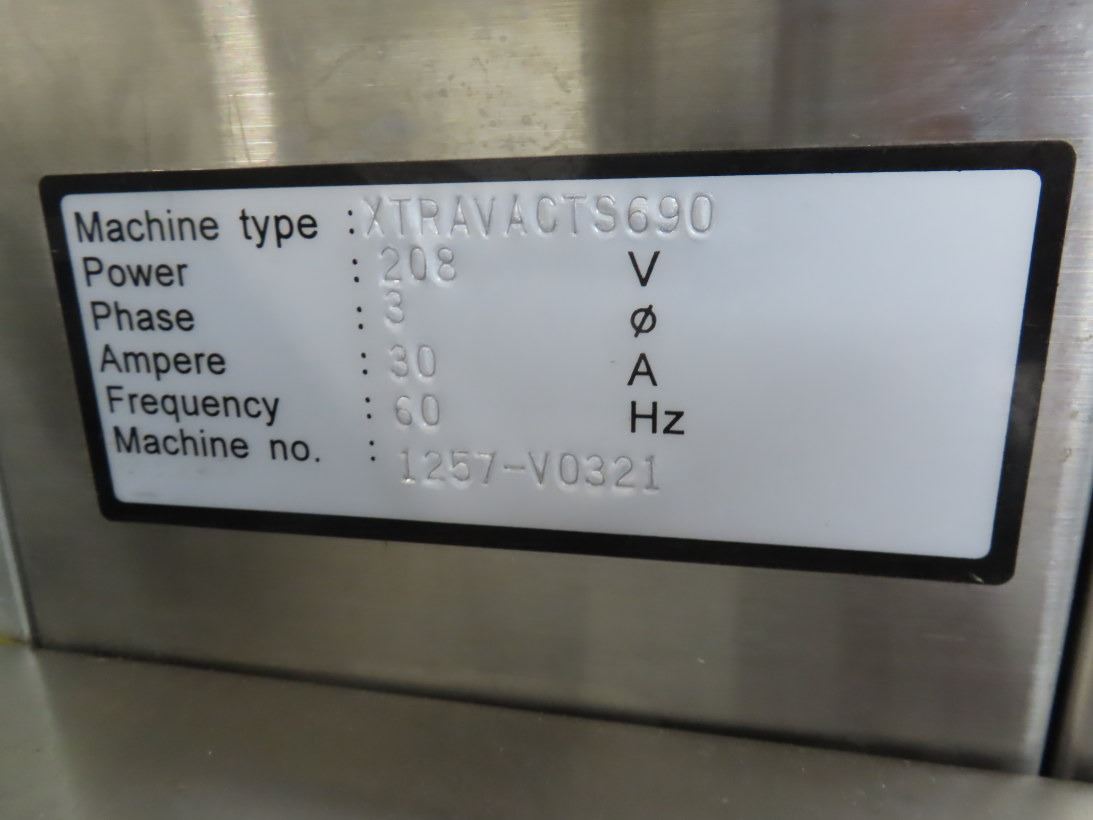 Machine type :XTRAVACTS690
Power : 208 V
Phase : 3 ø
Ampere : 30 A
Frequency : 60 Hz
Machine no. : 1257-V0321